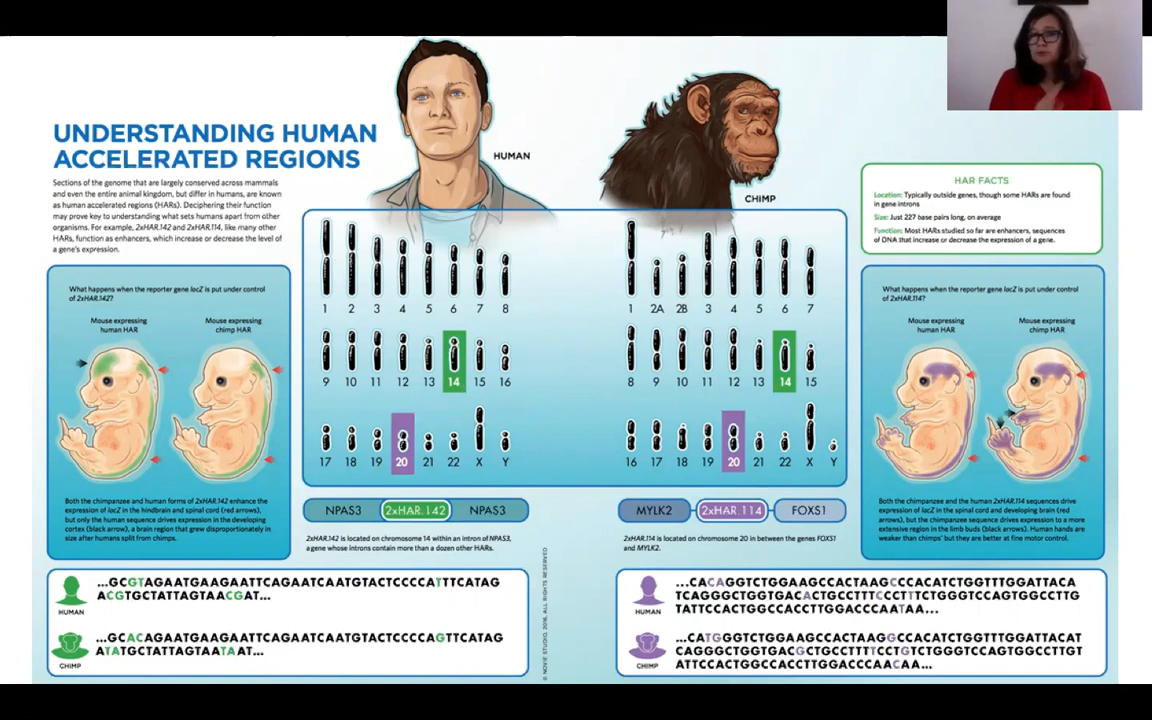 UNDERSTANDING HUMAN
ACCELERATED REGIONS
Sections of the genome that are largely conserved across mammals
and even the entire animal kingdom, but differ in humans, are known
as human accelerated regions (HARs). Deciphering their function
may prove key to understanding what sets humans apart from other
organisms. For example, 2xHAR.142 and 2xHAR.114, like many other
HARs, function as enhancers, which increase or decrease the level of
a gene's expression.
HUMAN
CHIMP
HAR FACTS
Location: Typically outside genes, though some HARs are found
in gene introns
Size: Just 227 base pairs long, on average
Function: Most HARs studied so far are enhancers, sequences
of DNA that increase or decrease the expression of a gene.
What happens when the reporter gene lacZ is put under control
of 2xHAR.142?
Mouse expressing
human HAR
Mouse expressing
chimp HAR
Both the chimpanzee and human forms of 2xHAR.142 enhance the
expression of lacZ in the hindbrain and spinal cord (red arrows),
but only the human sequence drives expression in the developing
cortex (black arrow), a brain region that grew disproportionately in
size after humans split from chimps.
1 2 3 4 5 6 7 8
9 10 11 12 13 14 15 16
17 18 19 20 21 22 X Y
1 2A 2B 3 4 5 6 7
8 9 10 11 12 13 14 15
16 17 18 19 20 21 22 X Y
What happens when the reporter gene lacZ is put under control
of 2xHAR.114?
Mouse expressing
human HAR
Mouse expressing
chimp HAR
Both the chimpanzee and the human 2xHAR.114 sequences drive
expression of lacZ in the spinal cord and developing brain (red
arrows), but the chimpanzee sequence drives expression to a more
extensive region in the limb buds (black arrows). Human hands are
weaker than chimps' but they are better at fine motor control.
NPAS3 2xHAR.142 NPAS3
2xHAR.142 is located on chromosome 14 within an intron of NPAS3,
a gene whose introns contain more than a dozen other HARs.
MYLK2 2xHAR.114 FOXS1
2xHAR.114 is located on chromosome 20 in between the genes FOXS1
and MYLK2.
© NOVIE STUDIO, 2016, ALL RIGHTS RESERVED
HUMAN
...GCGTAGAATGAAGAATTCAGAATCAATGTACTCCCCATTTCATAG
ACGTGCTATTAGTAACGAT...
CHIMP
...GCACAGAATGAAGAATTCAGAATCAATGTACTCCCCAGTTCATAG
ATATGCTATTAGTAATAAT...
HUMAN
...CACAGGTCTGGAAGCCACTAAGCCCACATCTGGTTTGGATTACA
TCAGGGCTGGTGACACTGCCTTTCCCTTTCTGGGTCCAGTGGCCTTG
TATTCCACTGGCCACCTTGGACCCAATAA...
CHIMP
...CATGGGTCTGGAAGCCACTAAGGCCACATCTGGTTTGGATTACAT
CAGGGCTGGTGACGCTGCCTTTTCCTGTCTGGGTCCAGTGGCCTTGT
ATTCCACTGGCCACCTTGGACCCAACAA...